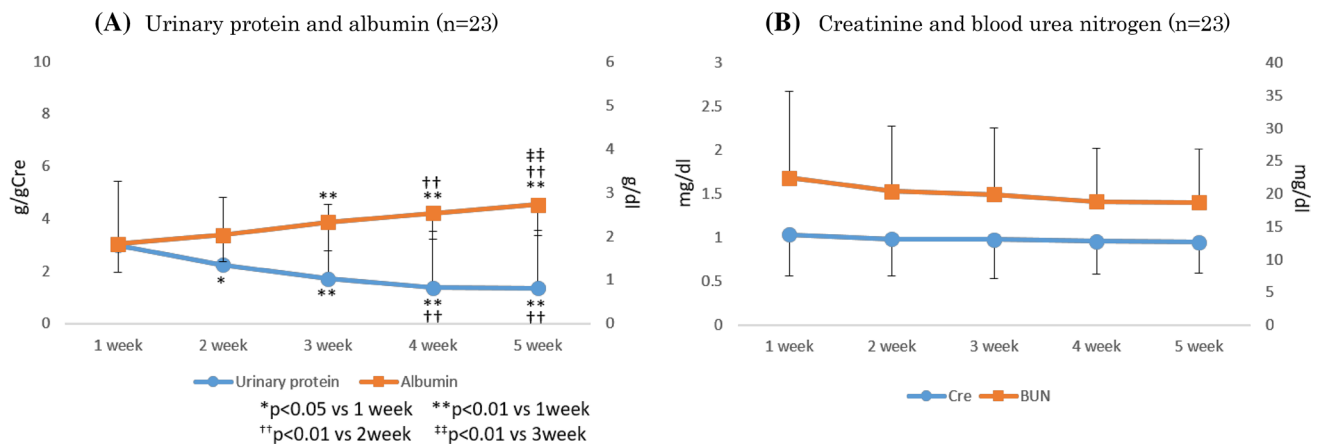 (A) Urinary protein and albumin (n=23)
10
8
6
4
2
0
g/gCre
6
5
4
3
2
1
0
g/dl
*
**
**
**
††
††
**
**
††
‡‡
††
**
**
††
1 week
2 week
3 week
4 week
5 week
Urinary protein
Albumin
*p<0.05 vs 1 week **p<0.01 vs 1week
††p<0.01 vs 2week ‡‡p<0.01 vs 3week
(B) Creatinine and blood urea nitrogen (n=23)
3
2.5
2
1.5
1
0.5
0
mg/dl
40
35
30
25
20
15
10
5
0
mg/dl
1 week
2 week
3 week
4 week
5 week
Cre
BUN